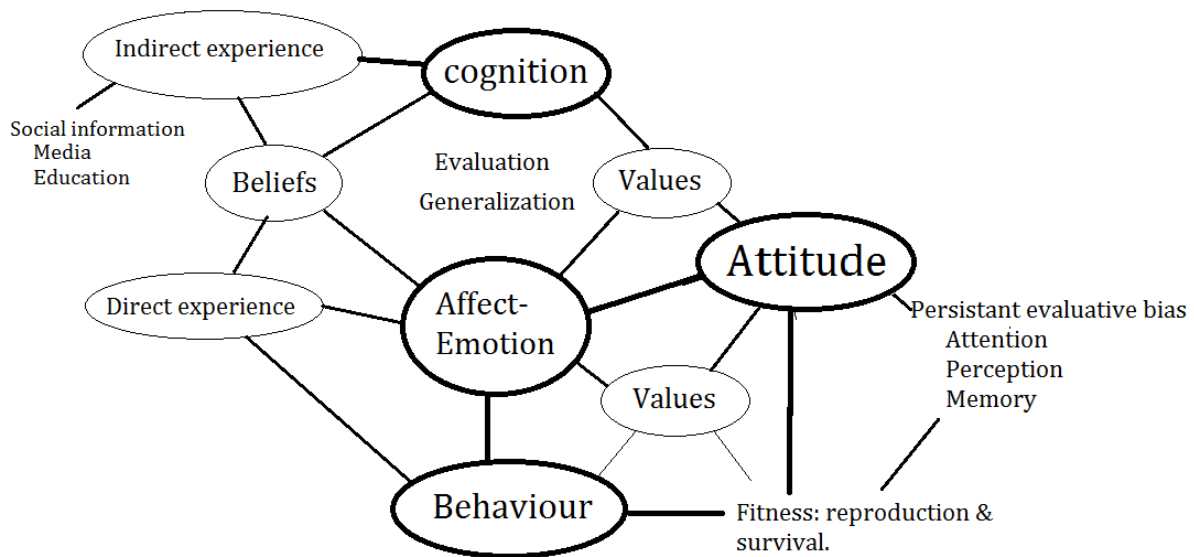 Indirect experience
cognition
Social information
Media
Education
Evaluation
Generalization
Beliefs
Values
Attitude
Direct experience
Affect-
Emotion
Persistant evaluative bias
Attention
Perception
Memory
Values
Behaviour
Fitness: reproduction &
survival.